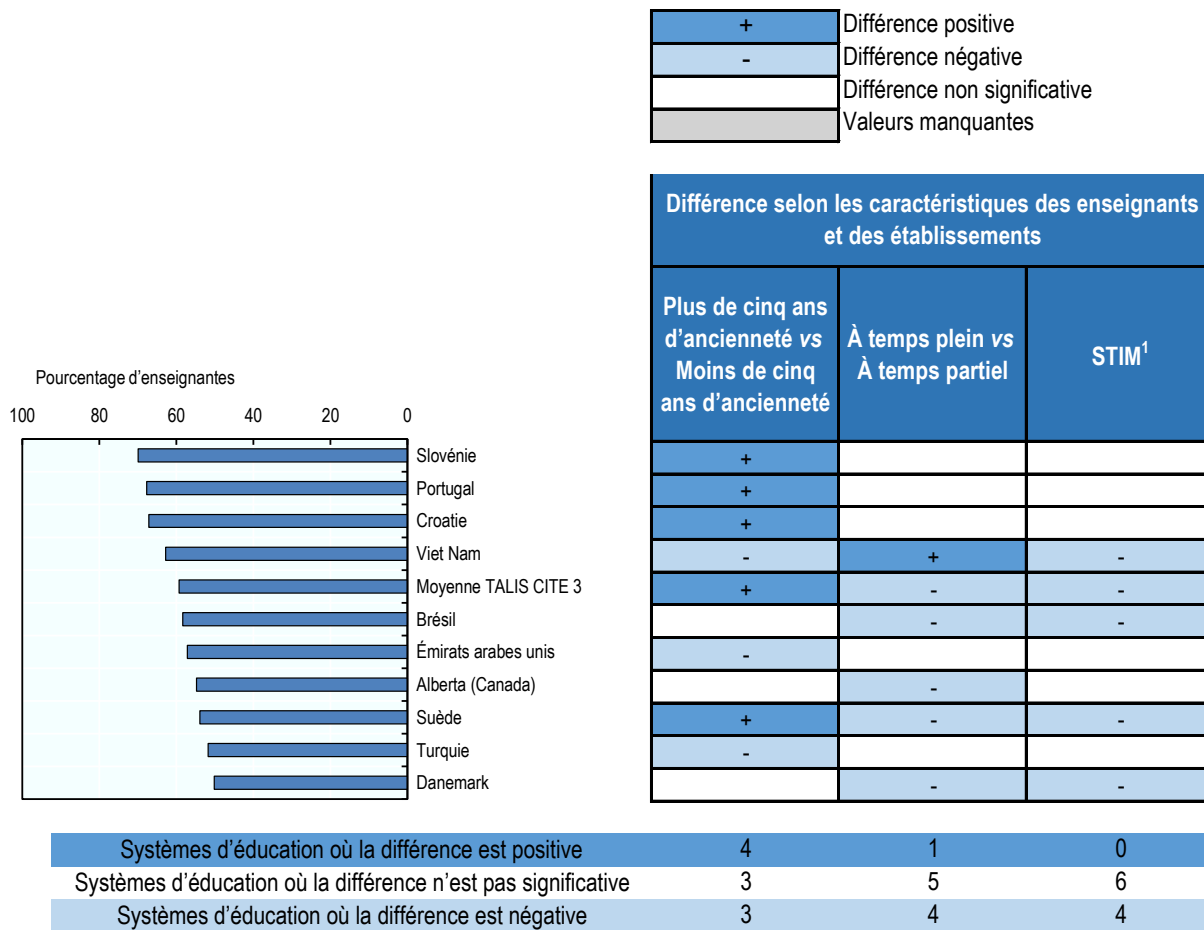 + Différence positive
- Différence négative
Différence non significative
Valeurs manquantes
Différence selon les caractéristiques des enseignants
et des établissements
Plus de cinq ans
d’ancienneté vs
Moins de cinq
ans d’ancienneté
À temps plein vs
À temps partiel
STIM1
Pourcentage d’enseignantes
100 80 60 40 20 0
Slovénie +
Portugal +
Croatie +
Viet Nam - + -
Moyenne TALIS CITE 3 + - -
Brésil - -
Émirats arabes unis -
Alberta (Canada) -
Suède + - -
Turquie -
Danemark - -
Systèmes d’éducation où la différence est positive 4 1 0
Systèmes d’éducation où la différence n’est pas significative 3 5 6
Systèmes d’éducation où la différence est négative 3 4 4